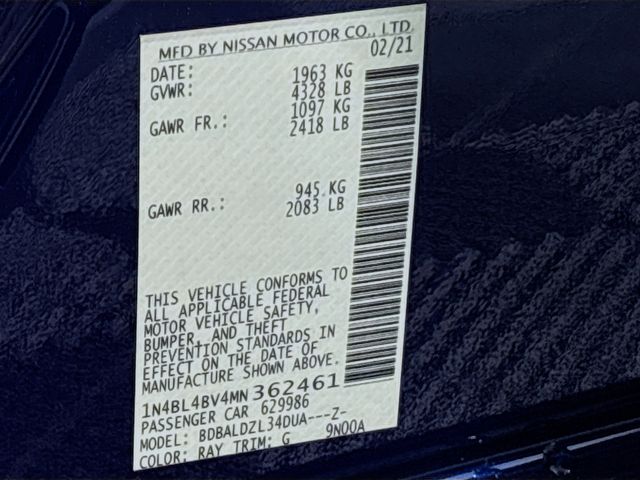 MFD BY NISSAN MOTOR CO., LTD.
DATE: 02/21
GVWR: 1963 KG
4328 LB
GAWR FR.: 1097 KG
2418 LB
GAWR RR.: 945 KG
2083 LB
THIS VEHICLE CONFORMS TO
ALL APPLICABLE FEDERAL
MOTOR VEHICLE SAFETY,
BUMPER, AND THEFT
PREVENTION STANDARDS IN
EFFECT ON THE DATE OF
MANUFACTURE SHOWN ABOVE.
1N4BL4BV4MN362461
PASSENGER CAR 629986
MODEL: BDBALDZL34DUA---Z-
COLOR: RAY TRIM: G 9N00A